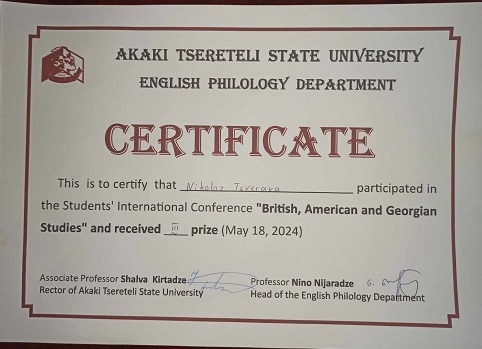 AKAKI TSERETELI STATE UNIVERSITY
ENGLISH PHILOLOGY DEPARTMENT
CERTIFICATE
This is to certify that Nikoloz participated in
the Students' International Conference "British, American and Georgian
Studies" and received III prize (May 18, 2024)
Associate Professor Shalva Kirtadze
Rector of Akaki Tsereteli State University
Professor Nino Nijaradze
Head of the English Philology Department